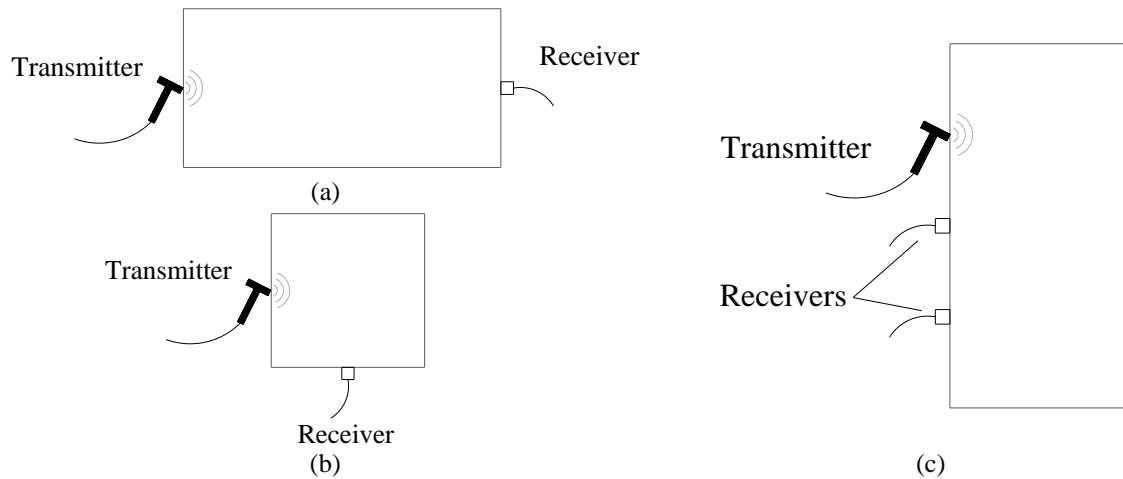 Transmitter
Receiver
(a)
Transmitter
Receiver
(b)
Transmitter
Receivers
(c)